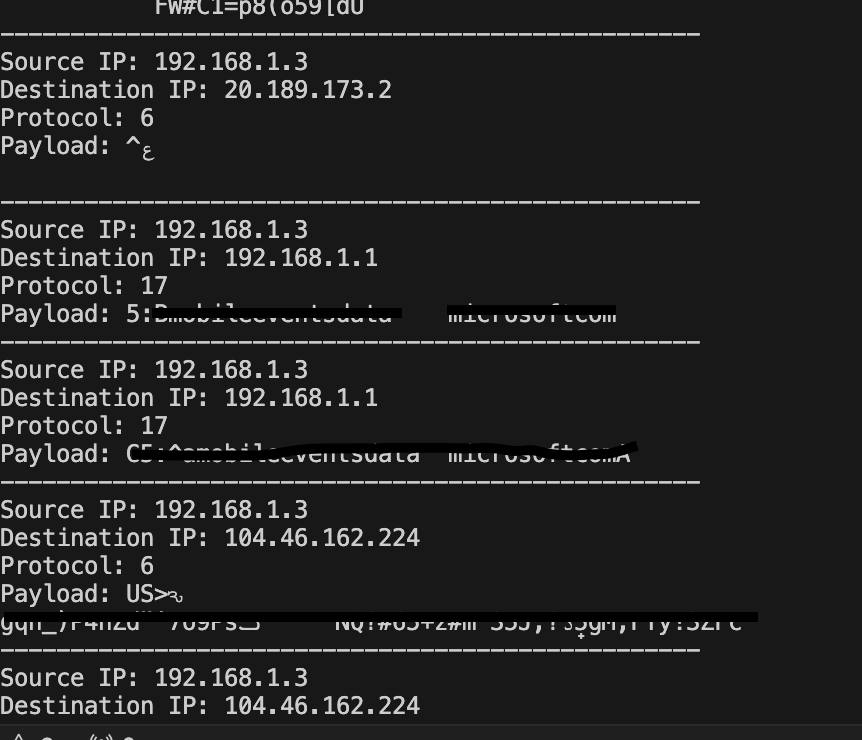 FW#C1=p8(o59[dU
--------------------------------------------------
Source IP: 192.168.1.3
Destination IP: 20.189.173.2
Protocol: 6
Payload: ^ع
--------------------------------------------------
Source IP: 192.168.1.3
Destination IP: 192.168.1.1
Protocol: 17
Payload: 5:
--------------------------------------------------
Source IP: 192.168.1.3
Destination IP: 192.168.1.1
Protocol: 17
Payload:
--------------------------------------------------
Source IP: 192.168.1.3
Destination IP: 104.46.162.224
Protocol: 6
Payload: US>
--------------------------------------------------
Source IP: 192.168.1.3
Destination IP: 104.46.162.224